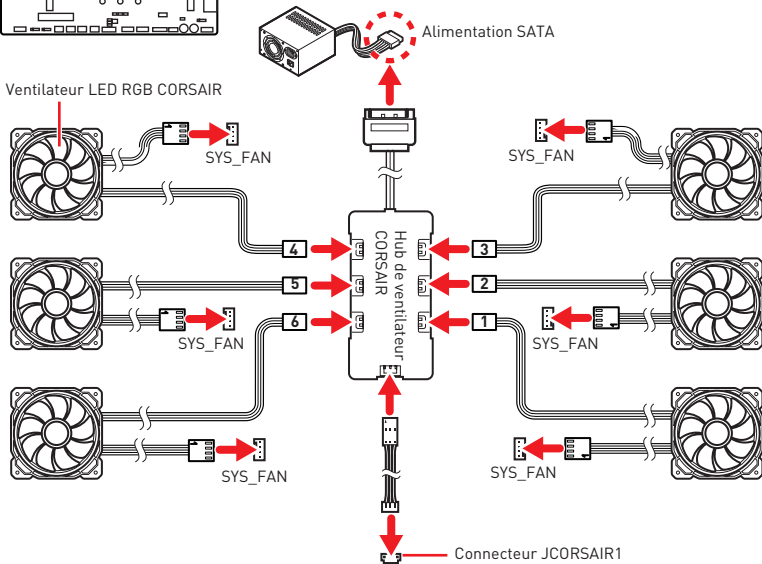 Alimentation SATA
Ventilateur LED RGB CORSAIR
SYS_FAN
SYS_FAN
4
3
Hub de ventilateur
CORSAIR
5
2
SYS_FAN
SYS_FAN
6
1
SYS_FAN
SYS_FAN
Connecteur JCORSAIR1